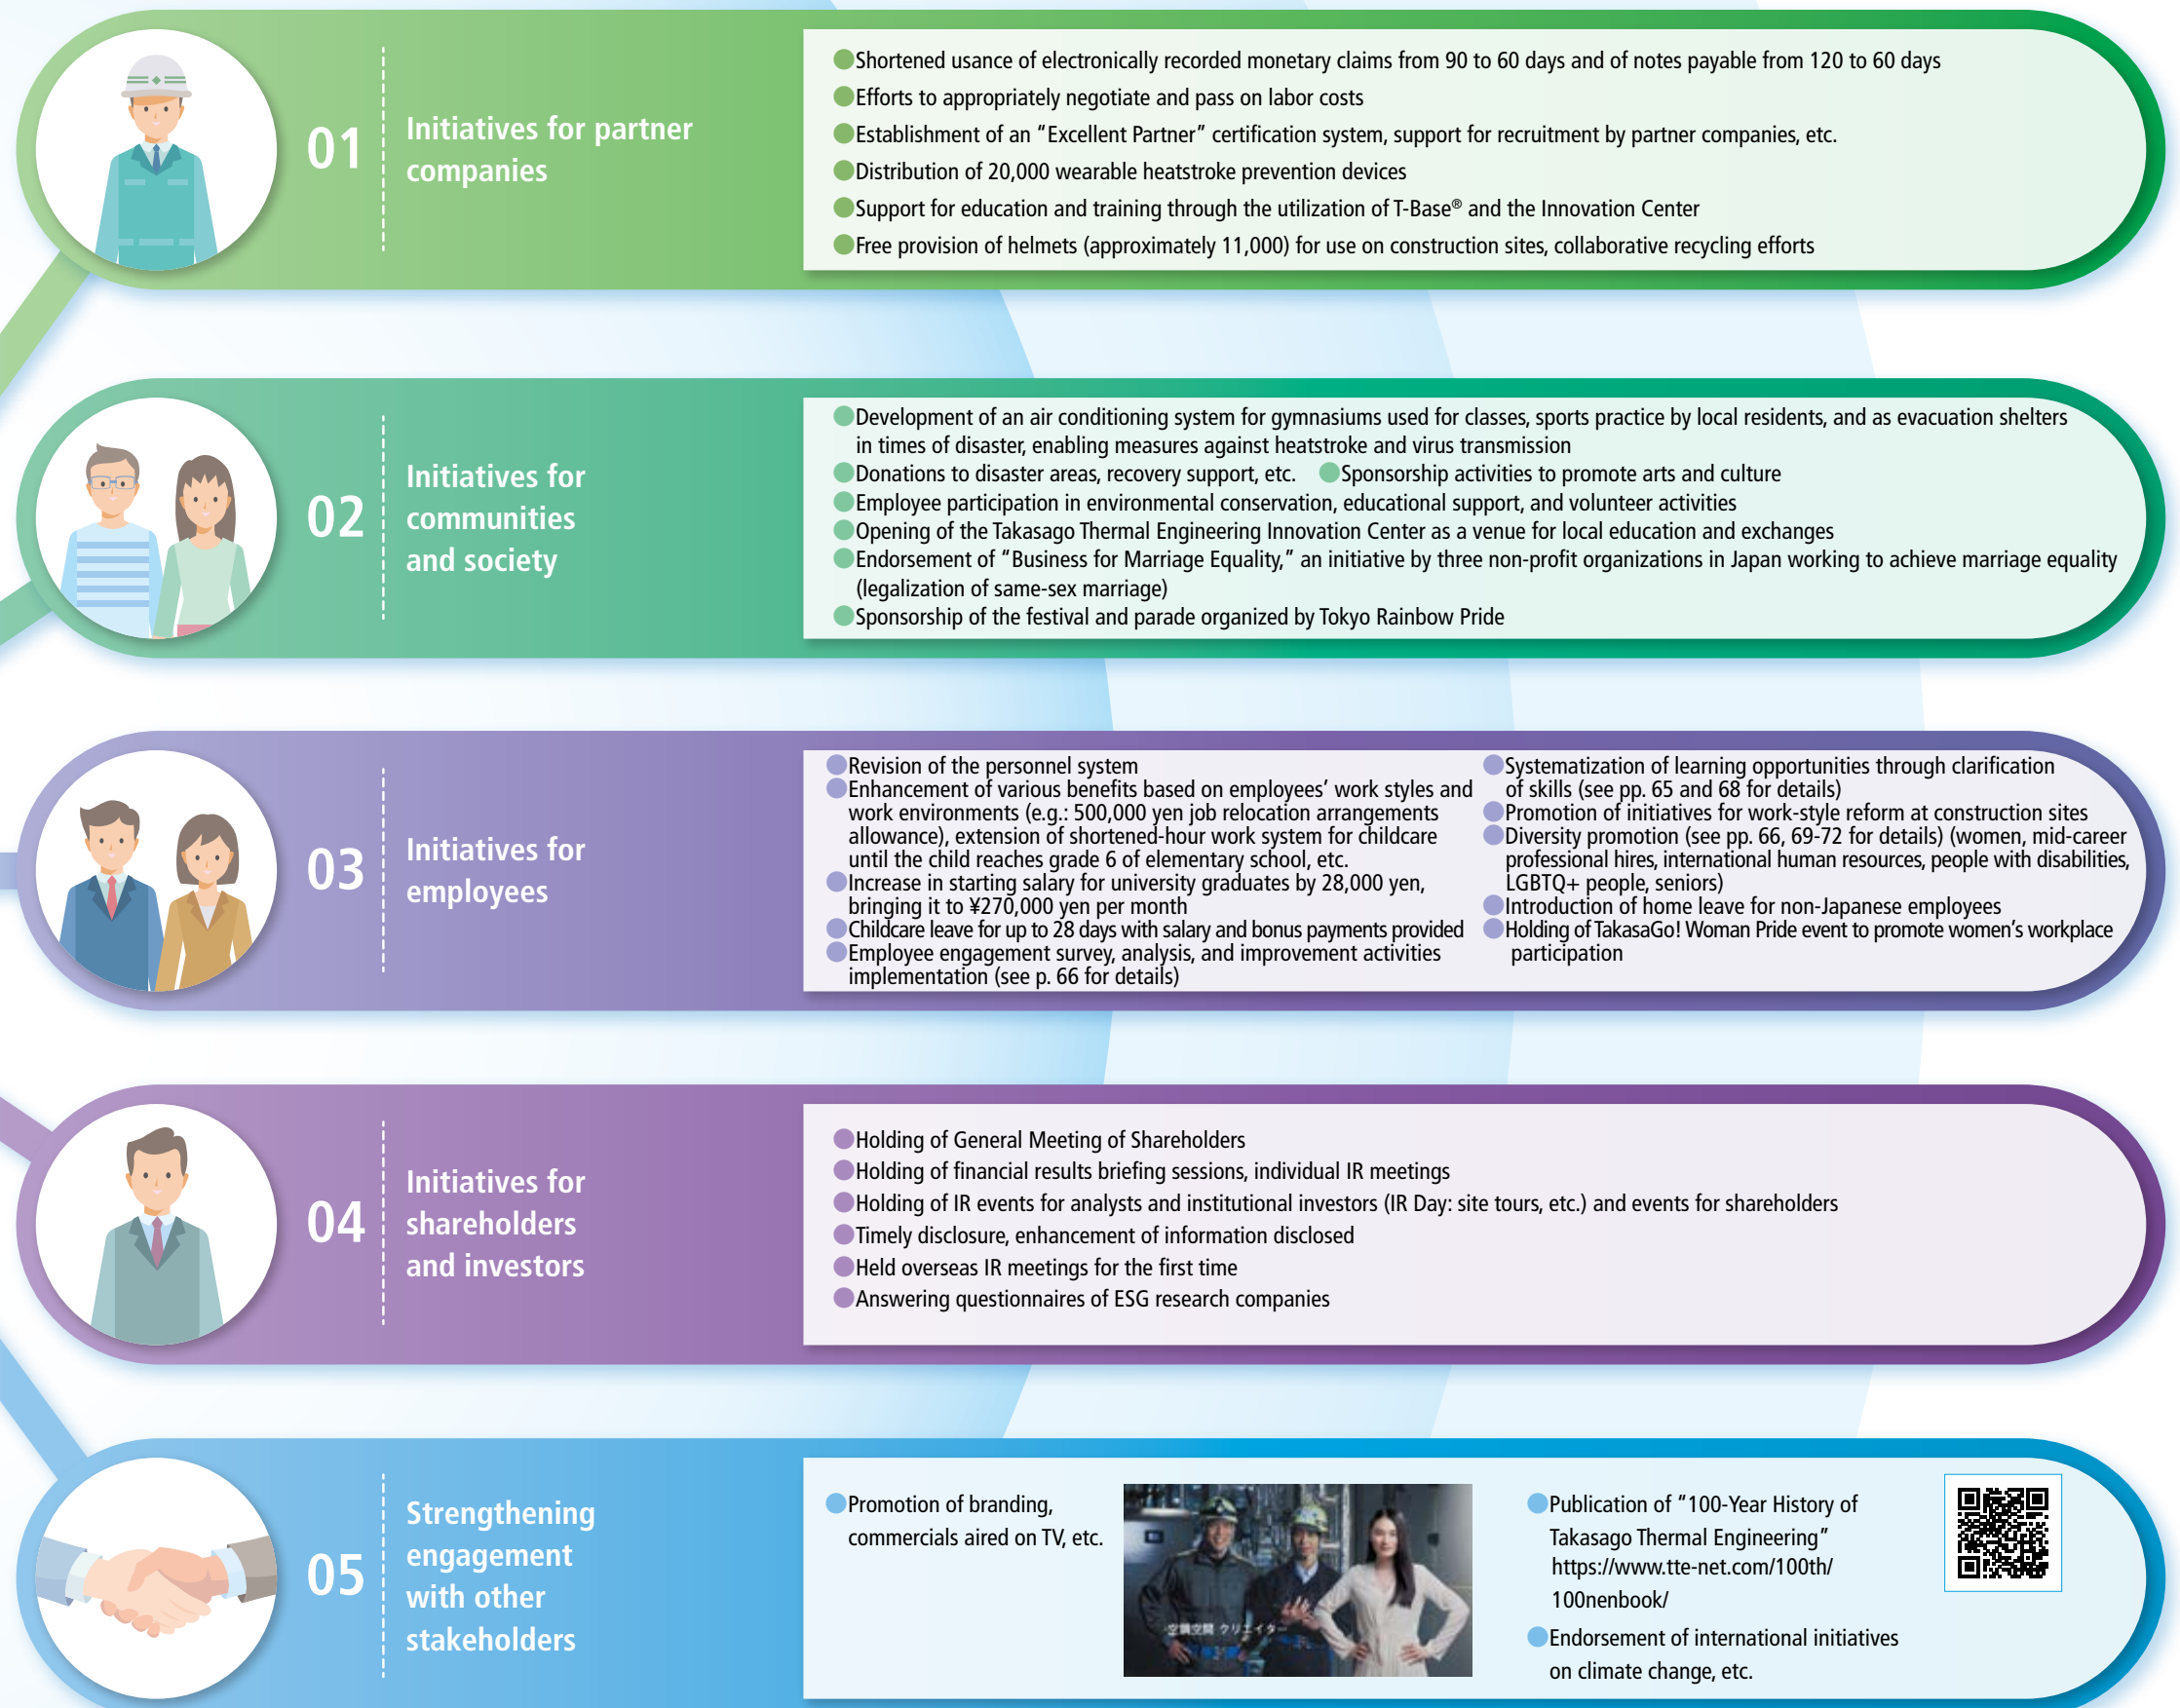 01
Initiatives for partner
companies
●Shortened usance of electronically recorded monetary claims from 90 to 60 days and of notes payable from 120 to 60 days
●Efforts to appropriately negotiate and pass on labor costs
●Establishment of an “Excellent Partner” certification system, support for recruitment by partner companies, etc.
●Distribution of 20,000 wearable heatstroke prevention devices
●Support for education and training through the utilization of T-Base® and the Innovation Center
●Free provision of helmets (approximately 11,000) for use on construction sites, collaborative recycling efforts
02
Initiatives for
communities
and society
●Development of an air conditioning system for gymnasiums used for classes, sports practice by local residents, and as evacuation shelters
in times of disaster, enabling measures against heatstroke and virus transmission
●Donations to disaster areas, recovery support, etc. ●Sponsorship activities to promote arts and culture
●Employee participation in environmental conservation, educational support, and volunteer activities
●Opening of the Takasago Thermal Engineering Innovation Center as a venue for local education and exchanges
●Endorsement of “Business for Marriage Equality,” an initiative by three non-profit organizations in Japan working to achieve marriage equality
(legalization of same-sex marriage)
●Sponsorship of the festival and parade organized by Tokyo Rainbow Pride
03
Initiatives for
employees
●Revision of the personnel system
●Enhancement of various benefits based on employees’ work styles and
work environments (e.g.: 500,000 yen job relocation arrangements
allowance), extension of shortened-hour work system for childcare
until the child reaches grade 6 of elementary school, etc.
●Increase in starting salary for university graduates by 28,000 yen,
bringing it to ¥270,000 yen per month
●Childcare leave for up to 28 days with salary and bonus payments provided
●Employee engagement survey, analysis, and improvement activities
implementation (see p. 66 for details)
●Systematization of learning opportunities through clarification
of skills (see pp. 65 and 68 for details)
●Promotion of initiatives for work-style reform at construction sites
●Diversity promotion (see pp. 66, 69-72 for details) (women, mid-career
professional hires, international human resources, people with disabilities,
LGBTQ+ people, seniors)
●Introduction of home leave for non-Japanese employees
●Holding of TakasaGo! Woman Pride event to promote women’s workplace
participation
04
Initiatives for
shareholders
and investors
●Holding of General Meeting of Shareholders
●Holding of financial results briefing sessions, individual IR meetings
●Holding of IR events for analysts and institutional investors (IR Day: site tours, etc.) and events for shareholders
●Timely disclosure, enhancement of information disclosed
●Held overseas IR meetings for the first time
●Answering questionnaires of ESG research companies
05
Strengthening
engagement
with other
stakeholders
●Promotion of branding,
commercials aired on TV, etc.
空調空間 クリエイター
●Publication of “100-Year History of
Takasago Thermal Engineering”
https://www.tte-net.com/100th/
100nenbook/
●Endorsement of international initiatives
on climate change, etc.